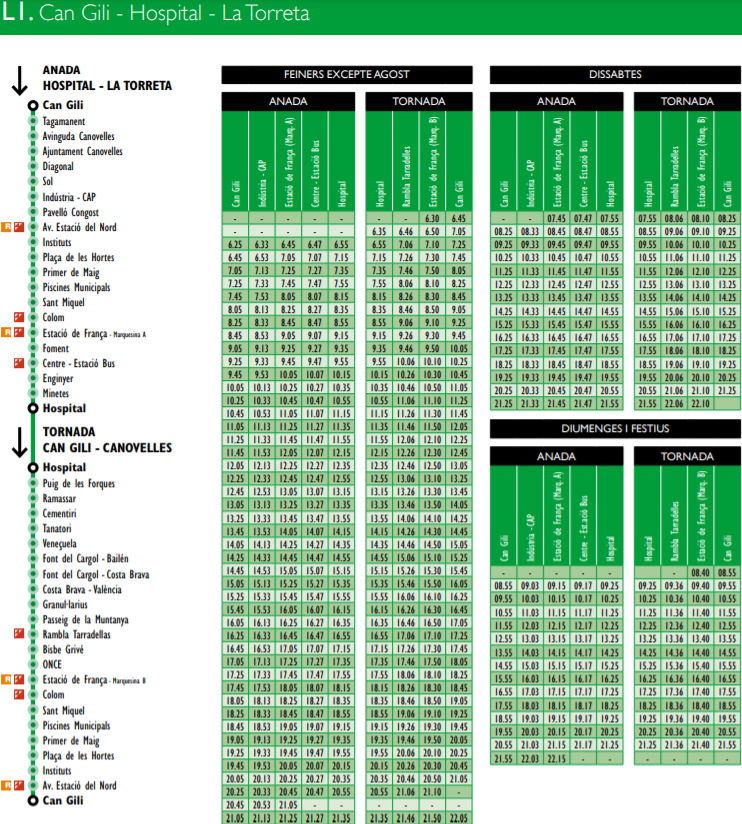 L1. Can Gili - Hospital - La Torreta
ANADA
HOSPITAL - LA TORRETA
Can Gili
Tagamanent
Avinguda Canovelles
Ajuntament Canovelles
Diagonal
Sol
Indústria - CAP
Pavelló Congost
Av. Estació del Nord
Instituts
Plaça de les Hortes
Primer de Maig
Piscines Municipals
Sant Miquel
Colom
Estació de França - Marquesina A
Foment
Centre - Estació Bus
Enginyer
Minetes
Hospital
TORNADA
CAN GILI - CANOVELLES
Hospital
Puig de les Forques
Ramassar
Cementiri
Tanatori
Veneçuela
Font del Cargol - Bailén
Font del Cargol - Costa Brava
Costa Brava - València
Granul·laríus
Passeig de la Muntanya
Rambla Tarradellas
Bisbe Grivé
ONCE
Estació de França - Marquesina B
Colom
Sant Miquel
Piscines Municipals
Primer de Maig
Plaça de les Hortes
Instituts
Av. Estació del Nord
Can Gili
FEINERS EXCEPTE AGOST
ANADA TORNADA
Can Gili Indústria - CAP Estació de França (Marq. A) Centre - Estació Bus Hospital Hospital Rambla Tarradelles Estació de França (Marq. B) Can Gili
- - - - - - - 6.30 6.45
- - - - - 6.35 6.46 6.50 7.05
6.25 6.33 6.45 6.47 6.55 6.55 7.06 7.10 7.25
6.45 6.53 7.05 7.07 7.15 7.15 7.26 7.30 7.45
7.05 7.13 7.25 7.27 7.35 7.35 7.46 7.50 8.05
7.25 7.33 7.45 7.47 7.55 7.55 8.06 8.10 8.25
7.45 7.53 8.05 8.07 8.15 8.15 8.26 8.30 8.45
8.05 8.13 8.25 8.27 8.35 8.35 8.46 8.50 9.05
8.25 8.33 8.45 8.47 8.55 8.55 9.06 9.10 9.25
8.45 8.53 9.05 9.07 9.15 9.15 9.26 9.30 9.45
9.05 9.13 9.25 9.27 9.35 9.35 9.46 9.50 10.05
9.25 9.33 9.45 9.47 9.55 9.55 10.06 10.10 10.25
9.45 9.53 10.05 10.07 10.15 10.15 10.26 10.30 10.45
10.05 10.13 10.25 10.27 10.35 10.35 10.46 10.50 11.05
10.25 10.33 10.45 10.47 10.55 10.55 11.06 11.10 11.25
10.45 10.53 11.05 11.07 11.15 11.15 11.26 11.30 11.45
11.05 11.13 11.25 11.27 11.35 11.35 11.46 11.50 12.05
11.25 11.33 11.45 11.47 11.55 11.55 12.06 12.10 12.25
11.45 11.53 12.05 12.07 12.15 12.15 12.26 12.30 12.45
12.05 12.13 12.25 12.27 12.35 12.35 12.46 12.50 13.05
12.25 12.33 12.45 12.47 12.55 12.55 13.06 13.10 13.25
12.45 12.53 13.05 13.07 13.15 13.15 13.26 13.30 13.45
13.05 13.13 13.25 13.27 13.35 13.35 13.46 13.50 14.05
13.25 13.33 13.45 13.47 13.55 13.55 14.06 14.10 14.25
13.45 13.53 14.05 14.07 14.15 14.15 14.26 14.30 14.45
14.05 14.13 14.25 14.27 14.35 14.35 14.46 14.50 15.05
14.25 14.33 14.45 14.47 14.55 14.55 15.06 15.10 15.25
14.45 14.53 15.05 15.07 15.15 15.15 15.26 15.30 15.45
15.05 15.13 15.25 15.27 15.35 15.35 15.46 15.50 16.05
15.25 15.33 15.45 15.47 15.55 15.55 16.06 16.10 16.25
15.45 15.53 16.05 16.07 16.15 16.15 16.26 16.30 16.45
16.05 16.13 16.25 16.27 16.35 16.35 16.46 16.50 17.05
16.25 16.33 16.45 16.47 16.55 16.55 17.06 17.10 17.25
16.45 16.53 17.05 17.07 17.15 17.15 17.26 17.30 17.45
17.05 17.13 17.25 17.27 17.35 17.35 17.46 17.50 18.05
17.25 17.33 17.45 17.47 17.55 17.55 18.06 18.10 18.25
17.45 17.53 18.05 18.07 18.15 18.15 18.26 18.30 18.45
18.05 18.13 18.25 18.27 18.35 18.35 18.46 18.50 19.05
18.25 18.33 18.45 18.47 18.55 18.55 19.06 19.10 19.25
18.45 18.53 19.05 19.07 19.15 19.15 19.26 19.30 19.45
19.05 19.13 19.25 19.27 19.35 19.35 19.46 19.50 20.05
19.25 19.33 19.45 19.47 19.55 19.55 20.06 20.10 20.25
19.45 19.53 20.05 20.07 20.15 20.15 20.26 20.30 20.45
20.05 20.13 20.25 20.27 20.35 20.35 20.46 20.50 21.05
20.25 20.33 20.45 20.47 20.55 20.55 21.06 21.10 -
20.45 20.53 21.05 - - - - - -
21.05 21.13 21.25 21.27 21.35 21.35 21.46 21.50 22.05
DISSABTES
ANADA TORNADA
Can Gili Indústria - CAP Estació de França (Marq. A) Centre - Estació Bus Hospital Hospital Rambla Tarradelles Estació de França (Marq. B) Can Gili
- - 07.45 07.47 07.55 07.55 08.06 08.10 08.25
08.25 08.33 08.45 08.47 08.55 08.55 09.06 09.10 09.25
09.25 09.33 09.45 09.47 09.55 09.55 10.06 10.10 10.25
10.25 10.33 10.45 10.47 10.55 10.55 11.06 11.10 11.25
11.25 11.33 11.45 11.47 11.55 11.55 12.06 12.10 12.25
12.25 12.33 12.45 12.47 12.55 12.55 13.06 13.10 13.25
13.25 13.33 13.45 13.47 13.55 13.55 14.06 14.10 14.25
14.25 14.33 14.45 14.47 14.55 14.55 15.06 15.10 15.25
15.25 15.33 15.45 15.47 15.55 15.55 16.06 16.10 16.25
16.25 16.33 16.45 16.47 16.55 16.55 17.06 17.10 17.25
17.25 17.33 17.45 17.47 17.55 17.55 18.06 18.10 18.25
18.25 18.33 18.45 18.47 18.55 18.55 19.06 19.10 19.25
19.25 19.33 19.45 19.47 19.55 19.55 20.06 20.10 20.25
20.25 20.33 20.45 20.47 20.55 20.55 21.06 21.10 21.25
21.25 21.33 21.45 21.47 21.55 21.55 22.06 22.10
DIUMENGES I FESTIUS
ANADA TORNADA
Can Gili Indústria - CAP Estació de França (Marq. A) Centre - Estació Bus Hospital Hospital Rambla Tarradelles Estació de França (Marq. B) Can Gili
- - - - - - - 08.40 08.55
08.55 09.03 09.15 09.17 09.25 09.25 09.36 09.40 09.55
09.55 10.03 10.15 10.17 10.25 10.25 10.36 10.40 10.55
10.55 11.03 11.15 11.17 11.25 11.25 11.36 11.40 11.55
11.55 12.03 12.15 12.17 12.25 12.25 12.36 12.40 12.55
12.55 13.03 13.15 13.17 13.25 13.25 13.36 13.40 13.55
13.55 14.03 14.15 14.17 14.25 14.25 14.36 14.40 14.55
14.55 15.03 15.15 15.17 15.25 15.25 15.36 15.40 15.55
15.55 16.03 16.15 16.17 16.25 16.25 16.36 16.40 16.55
16.55 17.03 17.15 17.17 17.25 17.25 17.36 17.40 17.55
17.55 18.03 18.15 18.17 18.25 18.25 18.36 18.40 18.55
18.55 19.03 19.15 19.17 19.25 19.25 19.36 19.40 19.55
19.55 20.03 20.15 20.17 20.25 20.25 20.36 20.40 20.55
20.55 21.03 21.15 21.17 21.25 21.25 21.36 21.40 21.55
21.55 22.03 22.15 - - - - - -